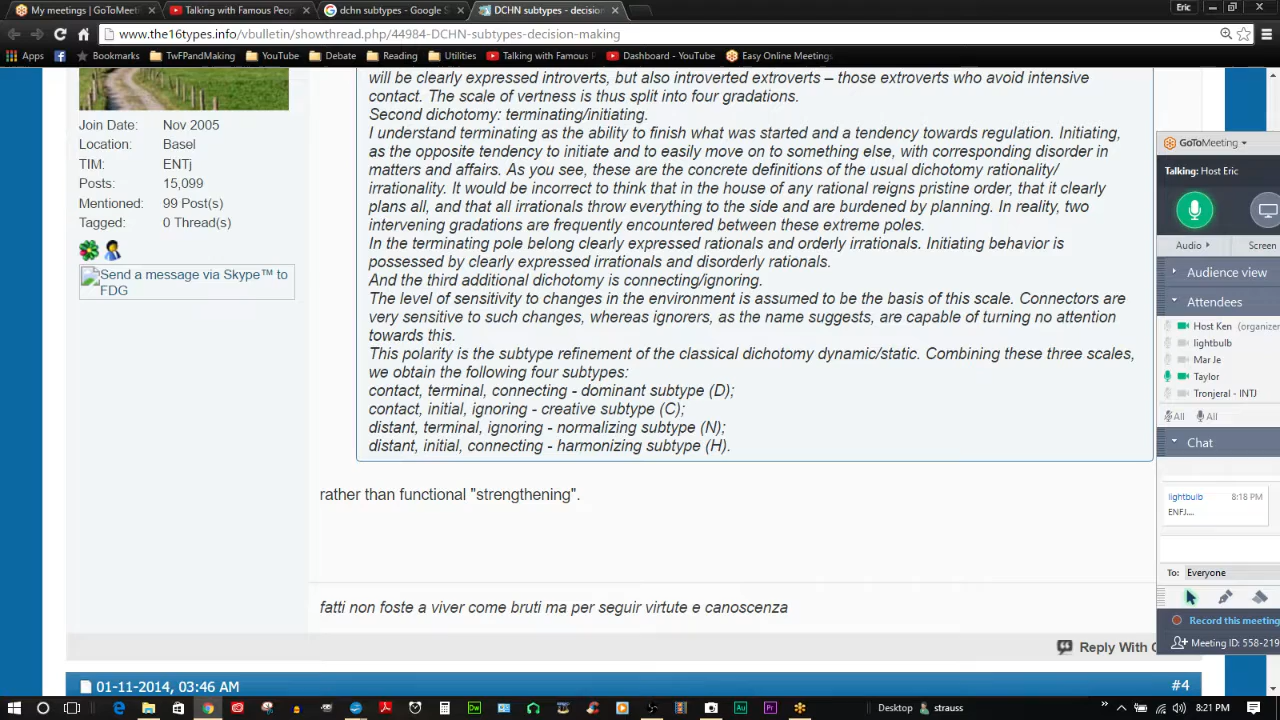 My meetings | GoToMeeti
Talking with Famous Peop
dchn subtypes - Google S
DCHN subtypes - decision
Eric
www.the16types.info/vbulletin/showthread.php/44984-DCHN-subtypes-decision-making
Apps
Bookmarks
TwFPandMaking
YouTube
Debate
Reading
Utilities
Talking with Famous P
Dashboard - YouTube
Easy Online Meetings
will be clearly expressed introverts, but also introverted extroverts – those extroverts who avoid intensive
contact. The scale of vertness is thus split into four gradations.
Second dichotomy: terminating/initiating.
I understand terminating as the ability to finish what was started and a tendency towards regulation. Initiating,
as the opposite tendency to initiate and to easily move on to something else, with corresponding disorder in
matters and affairs. As you see, these are the concrete definitions of the usual dichotomy rationality/
irrationality. It would be incorrect to think that in the house of any rational reigns pristine order, that it clearly
plans all, and that all irrationals throw everything to the side and are burdened by planning. In reality, two
intervening gradations are frequently encountered between these extreme poles.
In the terminating pole belong clearly expressed rationals and orderly irrationals. Initiating behavior is
possessed by clearly expressed irrationals and disorderly rationals.
And the third additional dichotomy is connecting/ignoring.
The level of sensitivity to changes in the environment is assumed to be the basis of this scale. Connectors are
very sensitive to such changes, whereas ignorers, as the name suggests, are capable of turning no attention
towards this.
This polarity is the subtype refinement of the classical dichotomy dynamic/static. Combining these three scales,
we obtain the following four subtypes:
contact, terminal, connecting - dominant subtype (D);
contact, initial, ignoring - creative subtype (C);
distant, terminal, ignoring - normalizing subtype (N);
distant, initial, connecting - harmonizing subtype (H).
rather than functional "strengthening".
fatti non foste a viver come bruti ma per seguir virtute e canoscenza
Reply With
Join Date: Nov 2005
Location: Basel
TIM: ENTj
Posts: 15,099
Mentioned: 99 Post(s)
Tagged: 0 Thread(s)
Send a message via Skype™ to
FDG
01-11-2014, 03:46 AM
#4
GoToMeeting
Talking: Host Eric
Audio
Screen
Audience view
Attendees
Host Ken (organizer
lightbulb
Mar Je
Taylor
Tronjeral - INTJ
All
All
Chat
lightbulb 8:18 PM
ENFJ....
To: Everyone
Record this meeting
Meeting ID: 558-219
Desktop
strauss
8:21 PM